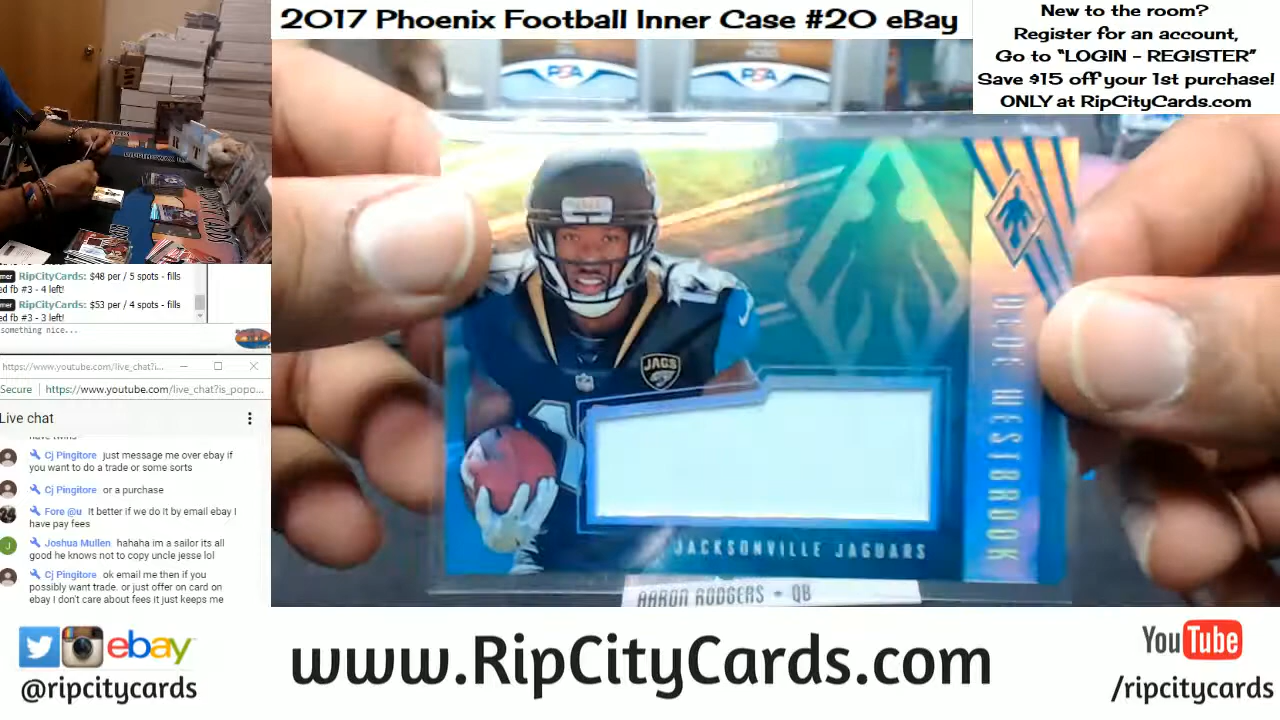 2017 Phoenix Football Inner Case #20 eBay
New to the room?
Register for an account,
Go to “LOGIN - REGISTER”
Save $15 off your 1st purchase!
ONLY at RipCityCards.com
PSA
PSA
JAGS
DEDE WESTBROOK
JACKSONVILLE JAGUARS
AARON RODGERS • QB
RipCityCards: $48 per / 5 spots - fills
ed fb #3 - 4 left!
RipCityCards: $53 per / 4 spots - fills
ed fb #3 - 3 left!
something nice...
https://www.youtube.com/live_chat?i...
Secure
https://www.youtube.com/live_chat?is_popo...
Live chat
have twins
Cj Pingitore just message me over ebay if
you want to do a trade or some sorts
Cj Pingitore or a purchase
Fore @u It better if we do It by email ebay I
have pay fees
Joshua Mullen hahaha im a sailor its all
good he knows not to copy uncle jesse lol
Cj Pingitore ok email me then if you
possibly want trade. or just offer on card on
ebay I don't care about fees it just keeps me
ebay
@ripcitycards
www.RipCityCards.com
YouTube
/ripcitycards